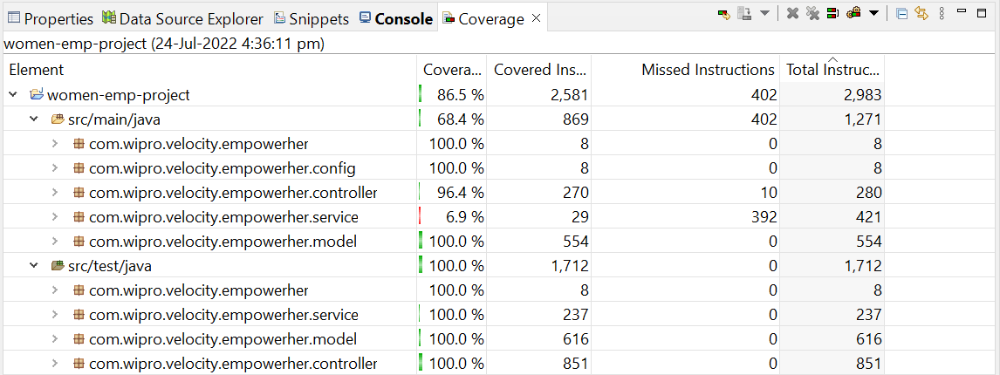 Properties Data Source Explorer Snippets Console Coverage
women-emp-project (24-Jul-2022 4:36:11 pm)
Element Covera... Covered Ins... Missed Instructions Total Instruc...
women-emp-project 86.5 % 2,581 402 2,983
src/main/java 68.4 % 869 402 1,271
com.wipro.velocity.empowerher 100.0 % 8 0 8
com.wipro.velocity.empowerher.config 100.0 % 8 0 8
com.wipro.velocity.empowerher.controller 96.4 % 270 10 280
com.wipro.velocity.empowerher.service 6.9 % 29 392 421
com.wipro.velocity.empowerher.model 100.0 % 554 0 554
src/test/java 100.0 % 1,712 0 1,712
com.wipro.velocity.empowerher 100.0 % 8 0 8
com.wipro.velocity.empowerher.service 100.0 % 237 0 237
com.wipro.velocity.empowerher.model 100.0 % 616 0 616
com.wipro.velocity.empowerher.controller 100.0 % 851 0 851